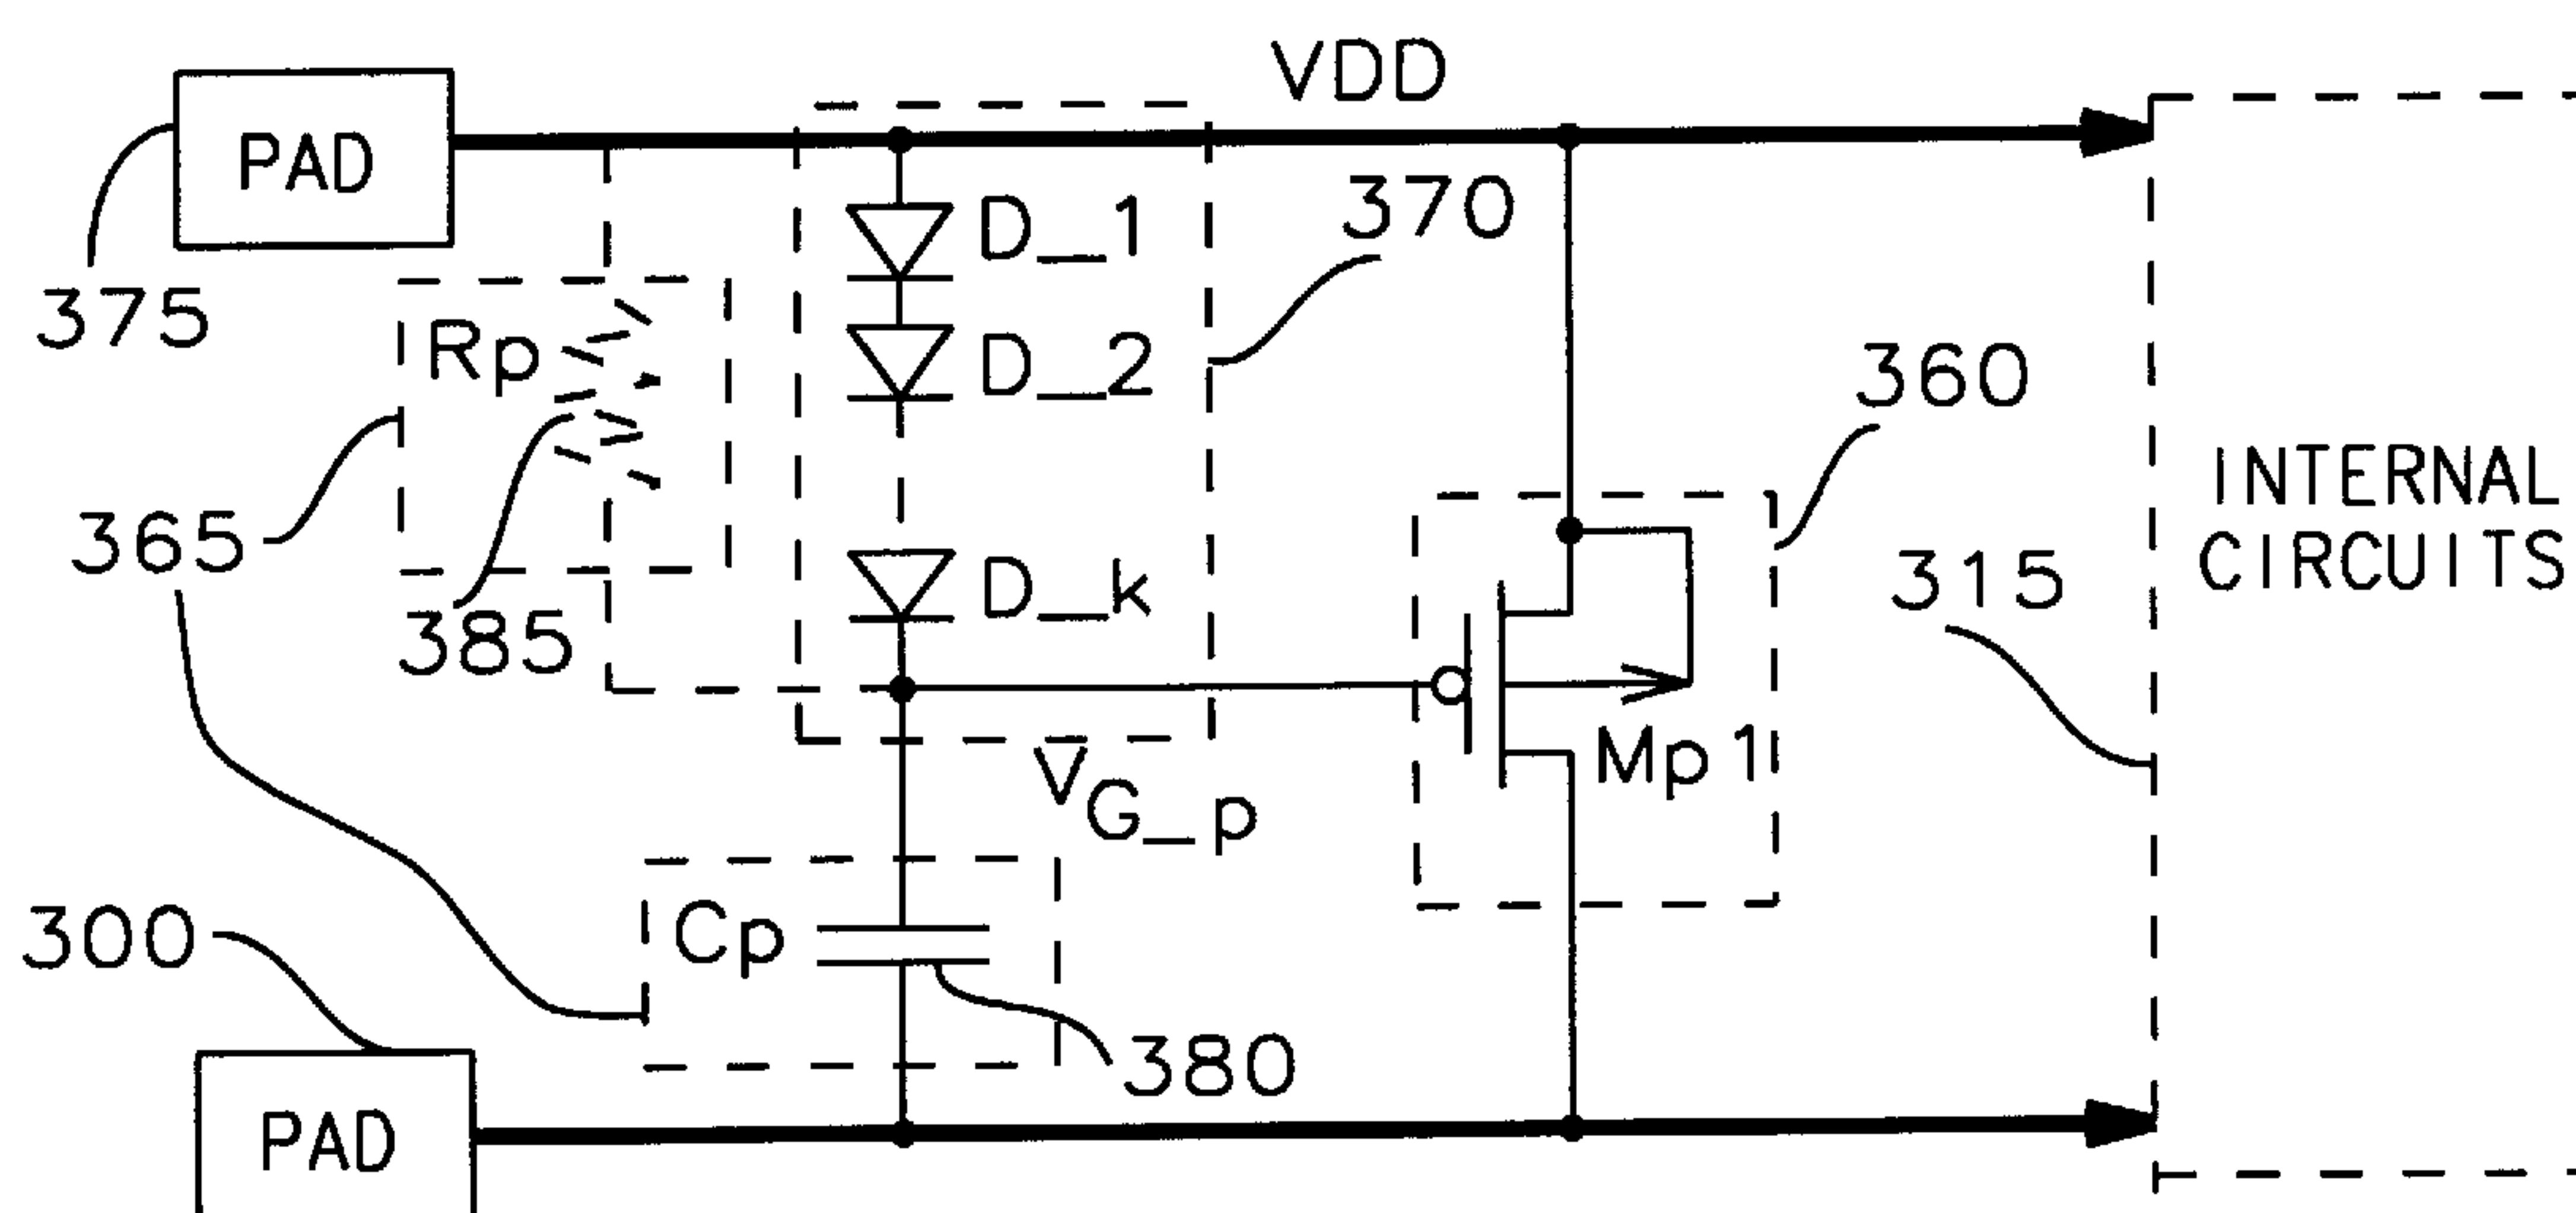 VDD
PAD
D_1
370
375
Rp
D_2
360
INTERNAL
CIRCUITS
365
315
D_k
385
Mp1
VG_p
300
Cp
380
PAD